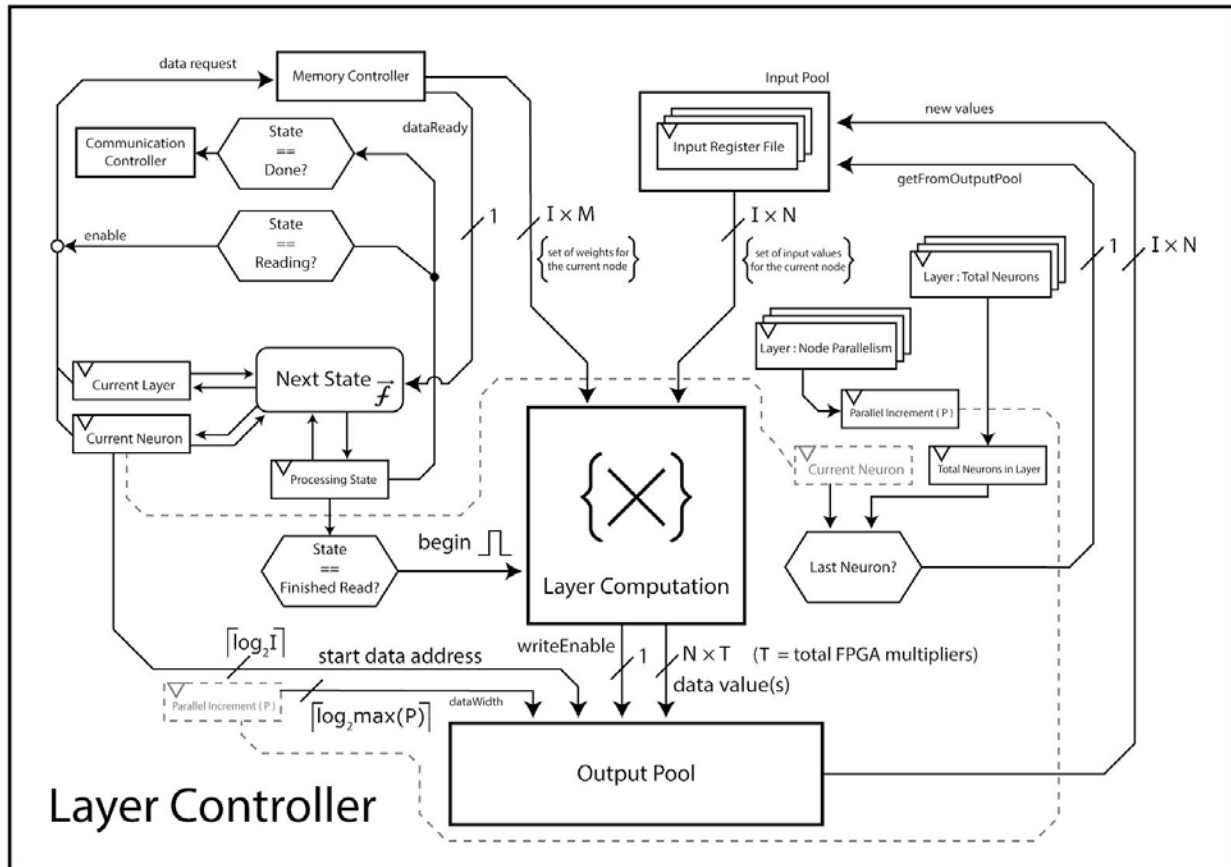 data request
Memory Controller
dataReady
Communication
Controller
State
==
Done?
enable
State
==
Reading?
1
I × M
set of weights for
the current node
Input Pool
Input Register File
new values
getFromOutputPool
I × N
set of input values
for the current node
1
I × N
Layer : Total Neurons
Layer : Node Parallelism
Parallel Increment ( P )
Current Neuron
Total Neurons in Layer
Last Neuron?
Current Layer
Next State f
Current Neuron
Processing State
State
==
Finished Read?
begin
{×}
Layer Computation
writeEnable
1
N × T (T = total FPGA multipliers)
data value(s)
⌈log₂I⌉
start data address
Parallel Increment ( P )
⌈log₂max(P)⌉
dataWidth
Output Pool
Layer Controller